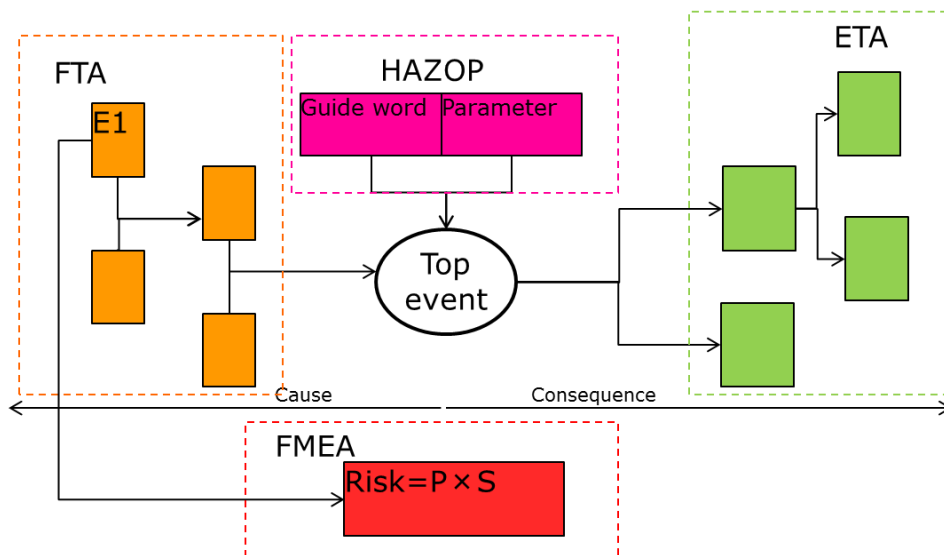 FTA
HAZOP
ETA
E1
Guide word
Parameter
Top
event
Cause
Consequence
FMEA
Risk=P×S